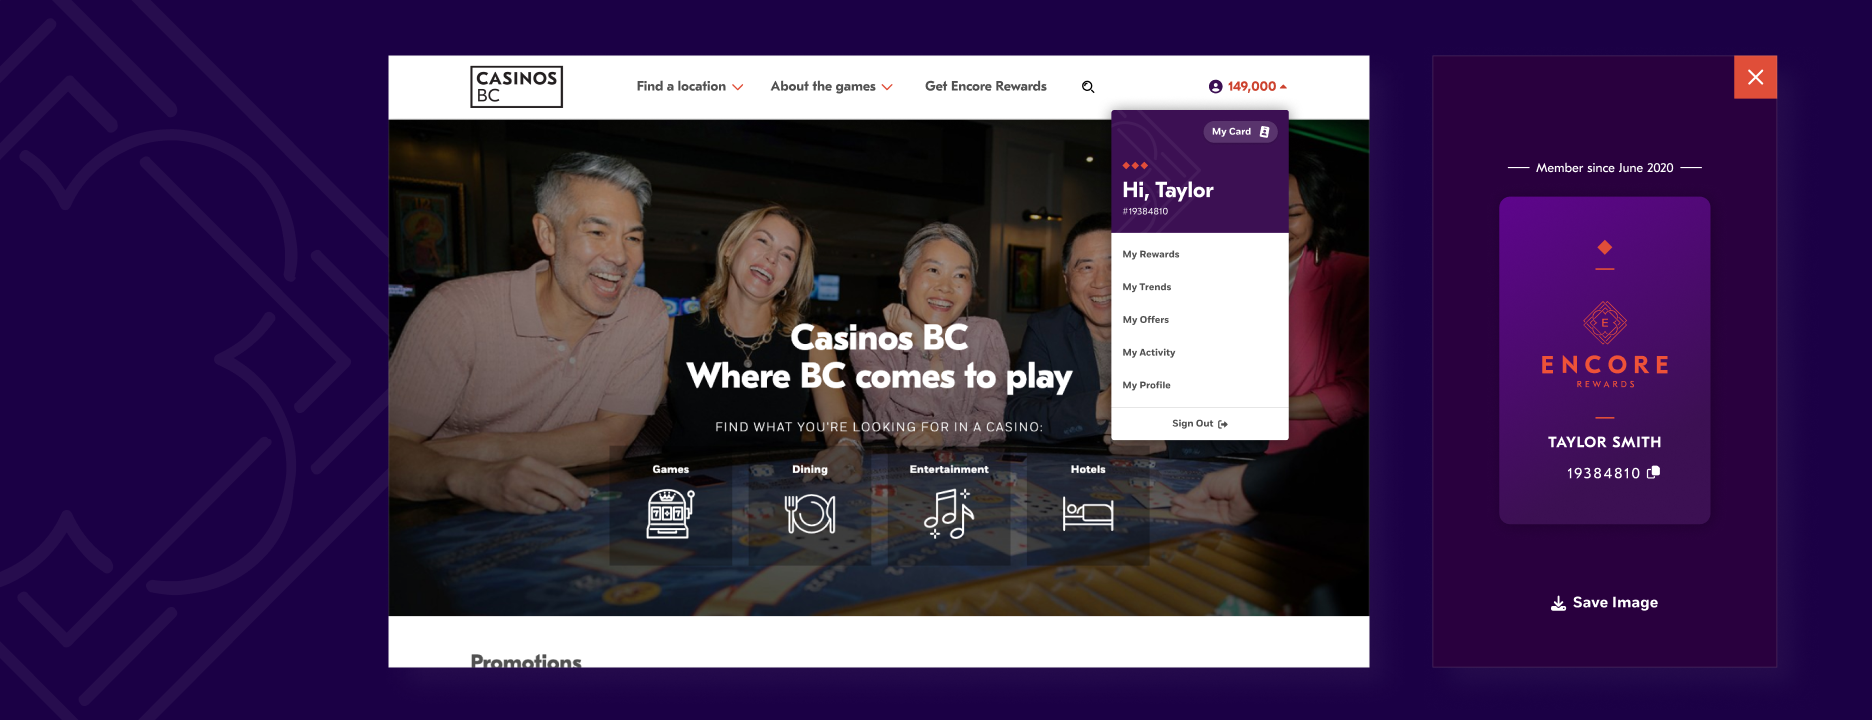 CASINOS
BC
Find a location
About the games
Get Encore Rewards
149,000
My Card
Hi, Taylor
#19384810
My Rewards
My Trends
My Offers
My Activity
My Profile
Sign Out
Casinos BC
Where BC comes to play
FIND WHAT YOU'RE LOOKING FOR IN A CASINO:
Games
Dining
Entertainment
Hotels
Promotions
Member since June 2020
E
ENCORE
REWARDS
TAYLOR SMITH
19384810
Save Image